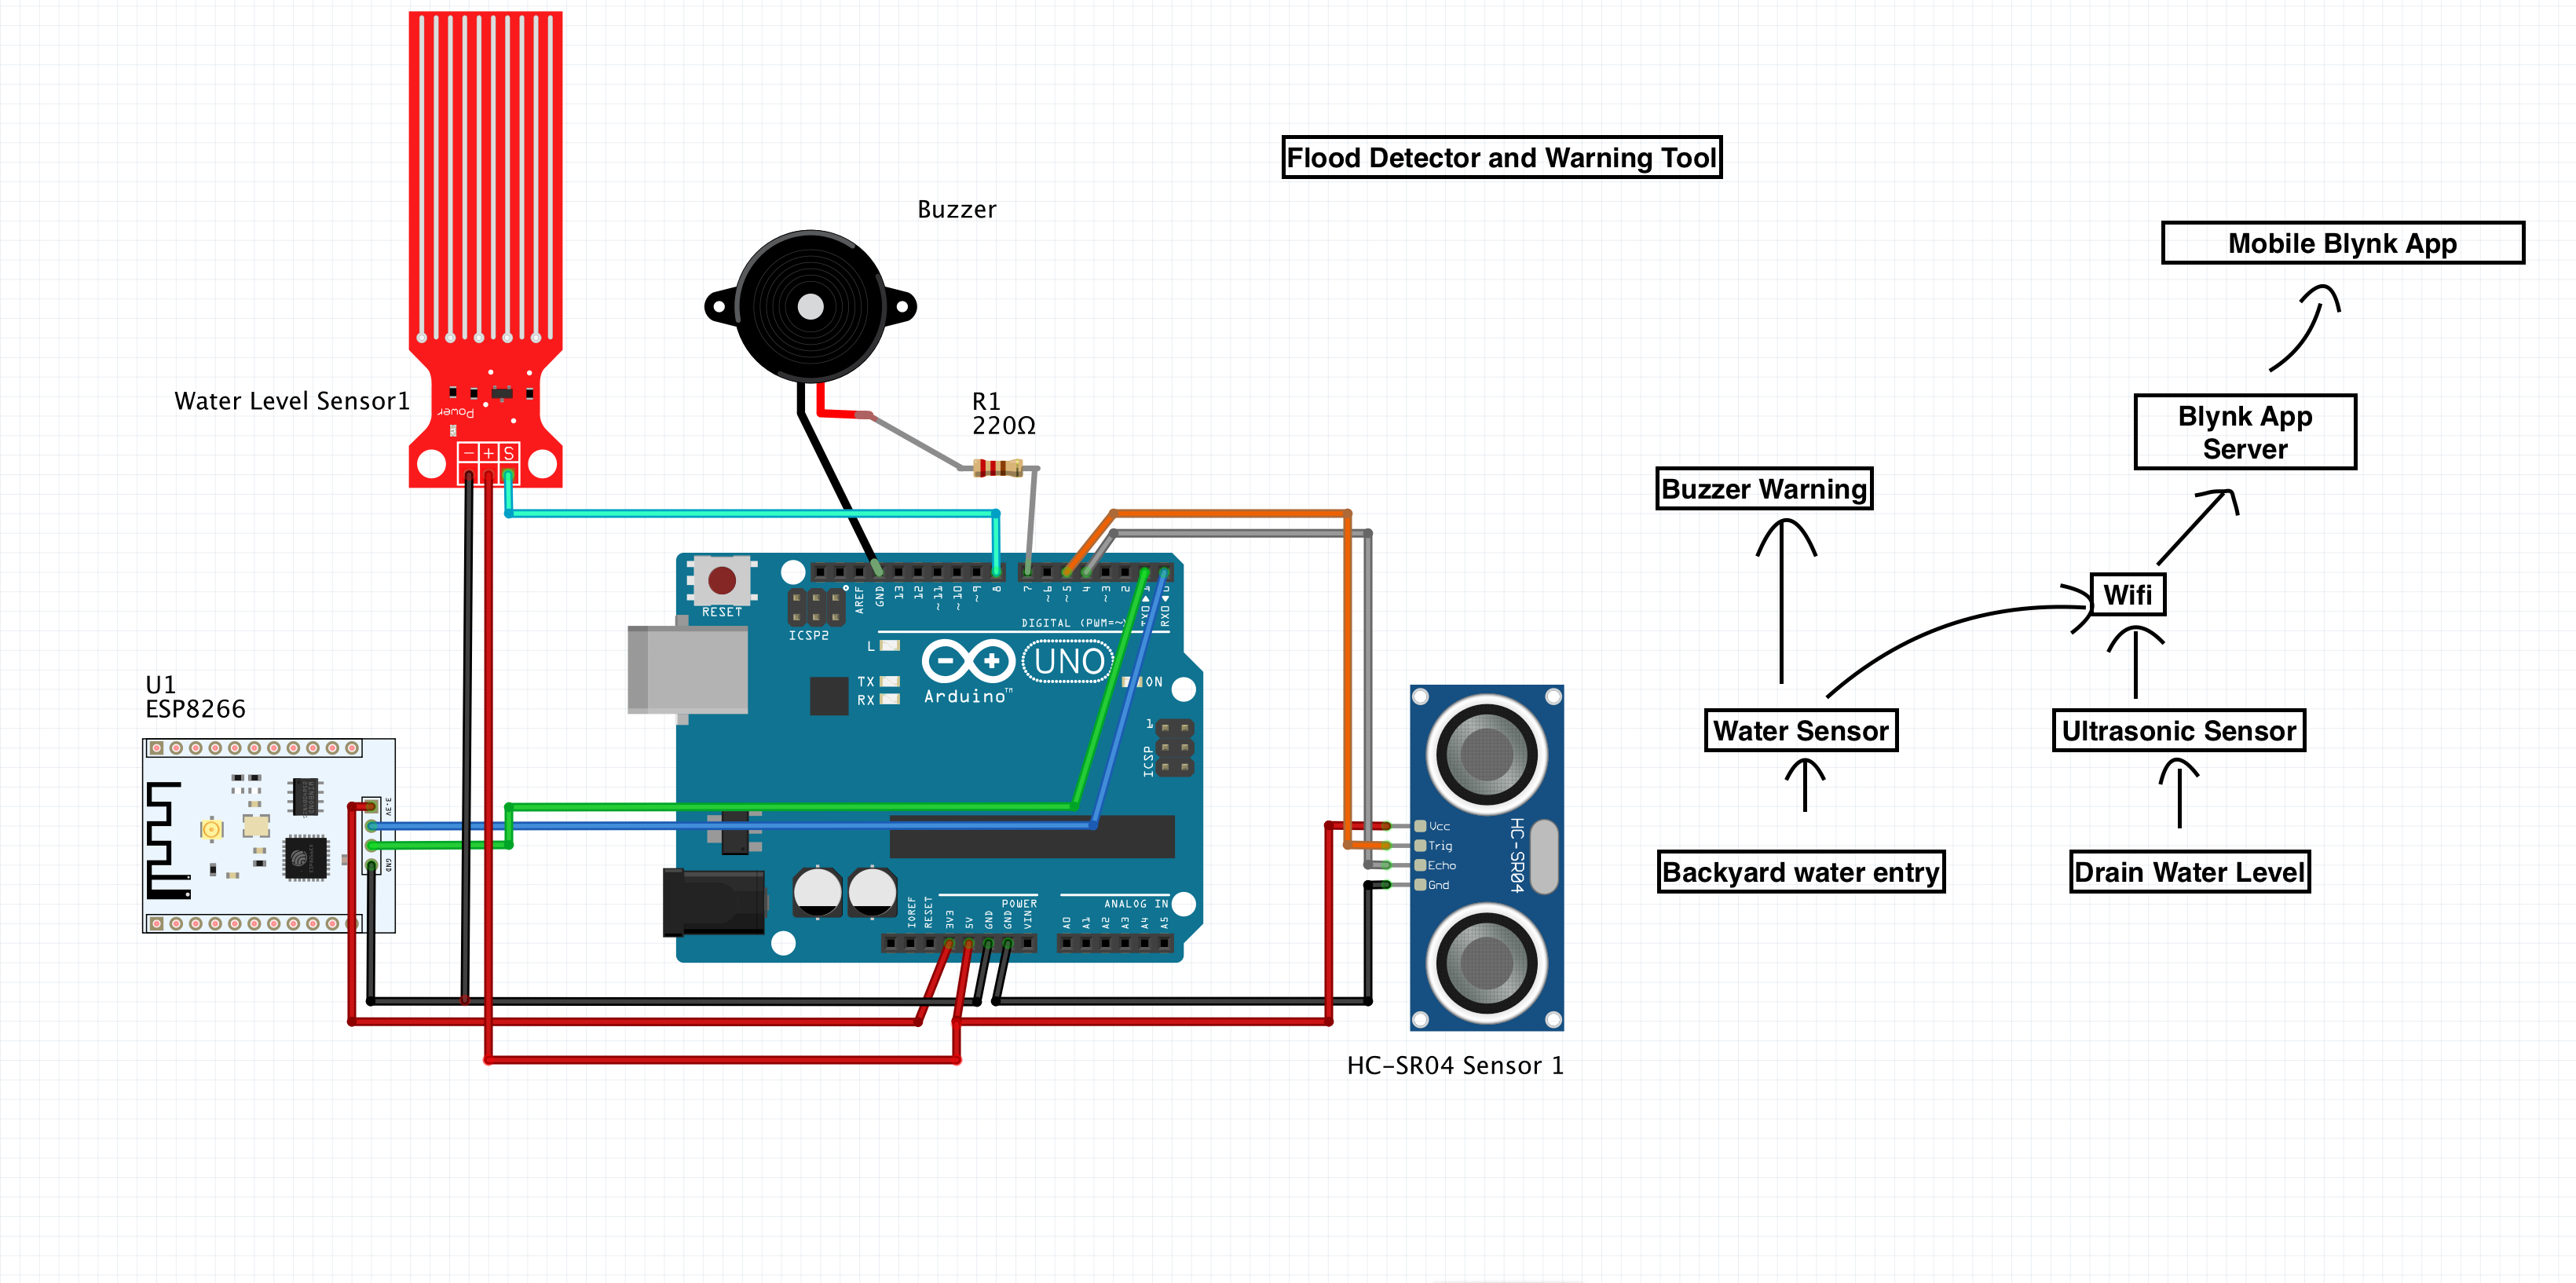 Flood Detector and Warning Tool
Buzzer
Mobile Blynk App
Water Level Sensor1
Power
− + S
R1
220Ω
Blynk App
Server
Buzzer Warning
Wifi
RESET
ICSP2
AREF
GND
13
12
~11
~10
~9
8
7
~6
~5
4
~3
2
TX0▶1
RX0◀0
DIGITAL (PWM=~)
L
TX
RX
UNO
Arduino™
ON
1
ICSP
U1
ESP8266
3.3V
GND
Water Sensor
Ultrasonic Sensor
Vcc
Trig
Echo
Gnd
HC-SR04
Backyard water entry
Drain Water Level
IOREF
RESET
3V3
5V
GND
GND
VIN
POWER
ANALOG IN
A0
A1
A2
A3
A4
A5
HC-SR04 Sensor 1